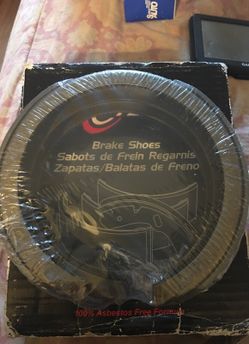 Brake Shoes
Sabots de Frein Regarnis
Zapatas/Balatas de Freno
100% Asbestos Free Formula